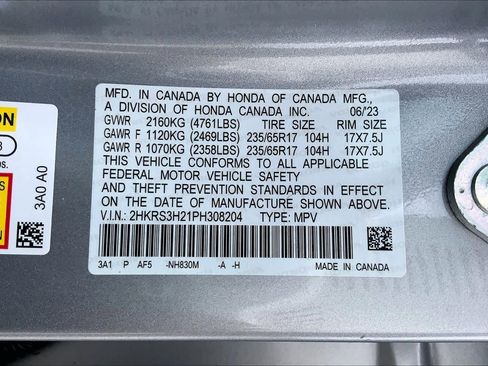 MFD. IN CANADA BY HONDA OF CANADA MFG.,
A DIVISION OF HONDA CANADA INC. 06/'23
GVWR 2160KG (4761LBS) TIRE SIZE RIM SIZE
GAWR F 1120KG (2469LBS) 235/65R17 104H 17X7.5J
GAWR R 1070KG (2358LBS) 235/65R17 104H 17X7.5J
THIS VEHICLE CONFORMS TO ALL APPLICABLE
FEDERAL MOTOR VEHICLE SAFETY
AND THEFT PREVENTION STANDARDS IN EFFECT
ON THE DATE OF MANUFACTURE SHOWN ABOVE.
V.I.N.: 2HKRS3H21PH308204 TYPE: MPV
3A1 P AF5 -NH830M -A -H MADE IN CANADA
ON
3
os.
3A0 A0